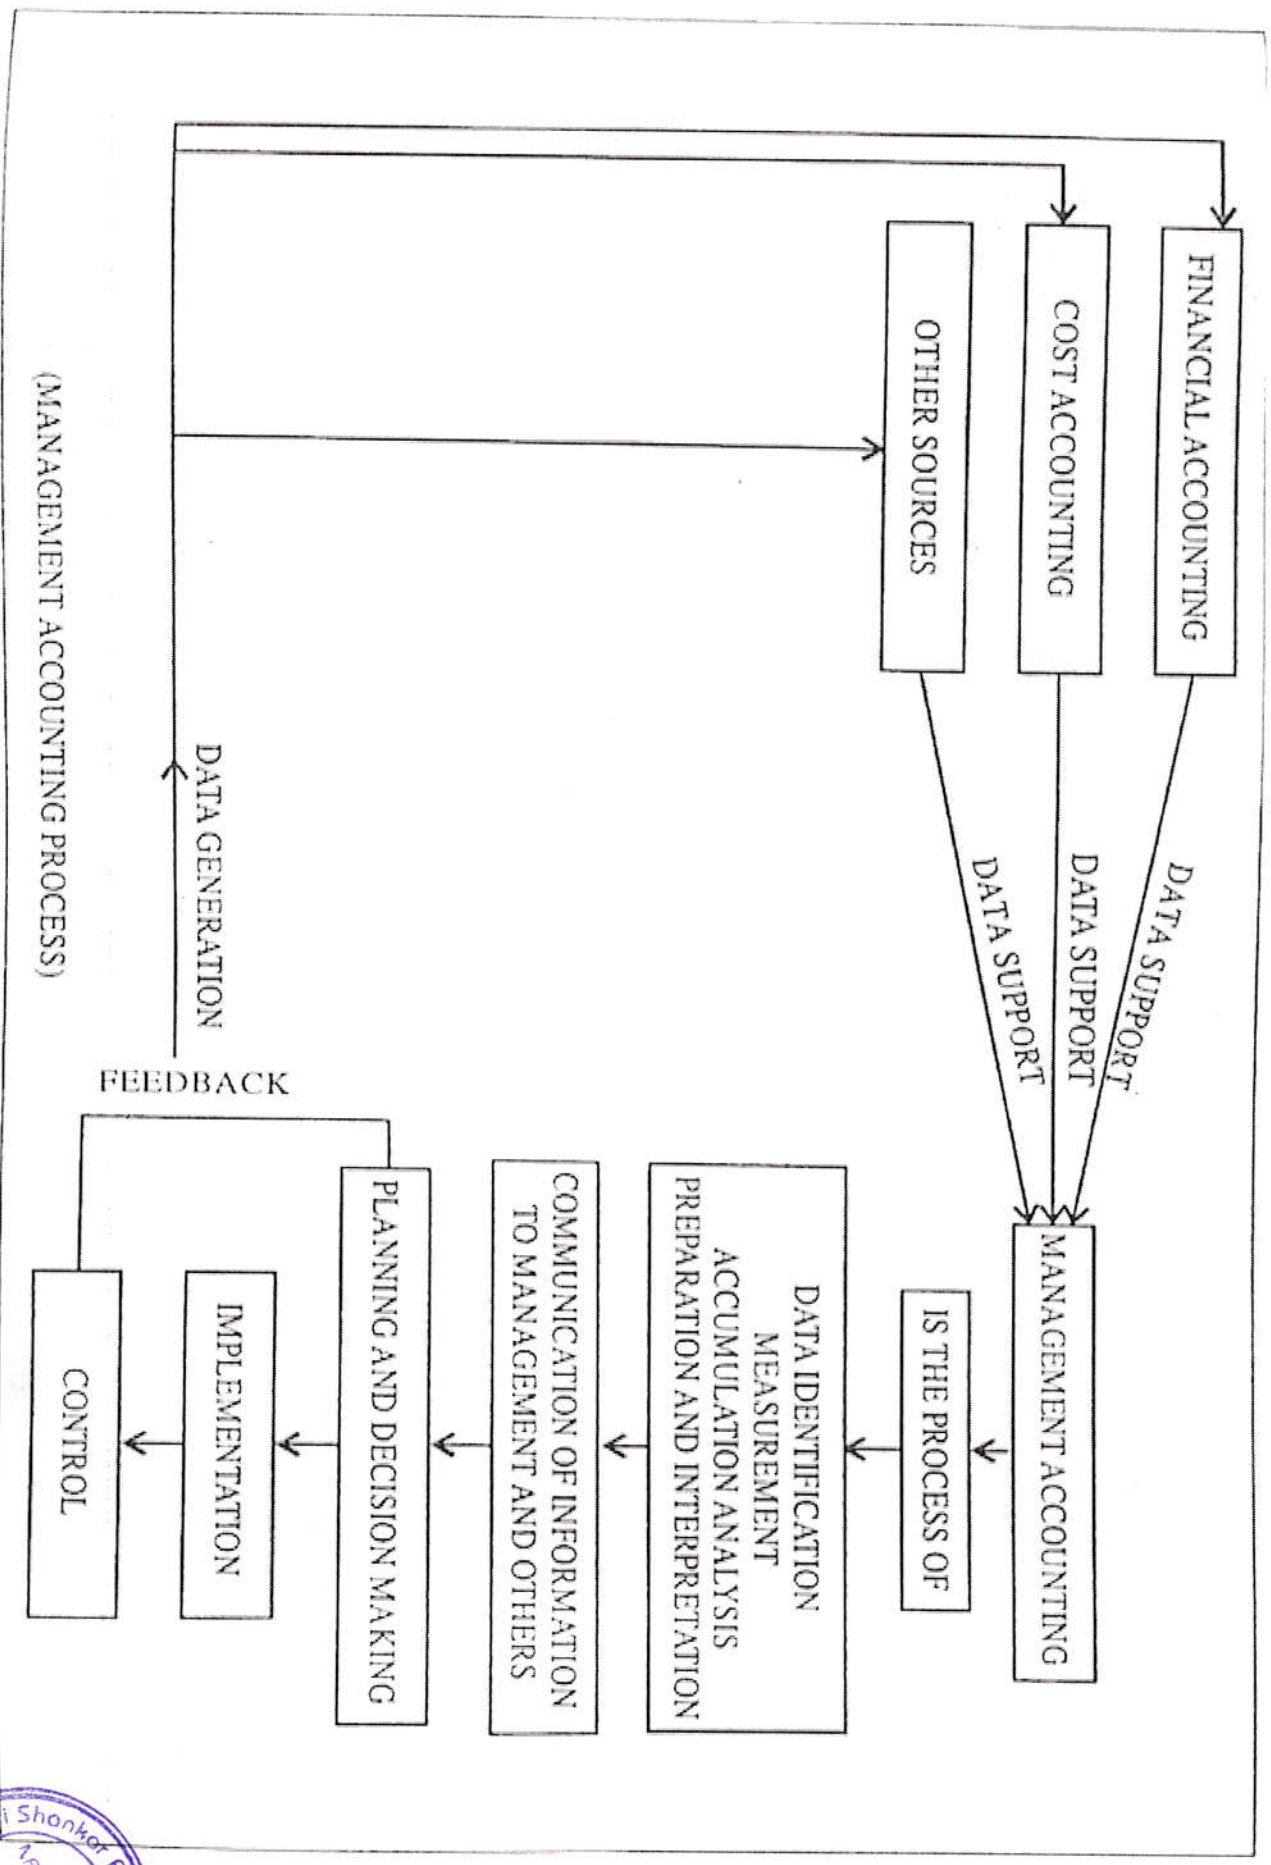 FINANCIAL ACCOUNTING
COST ACCOUNTING
OTHER SOURCES
DATA SUPPORT
DATA SUPPORT
DATA SUPPORT
MANAGEMENT ACCOUNTING
IS THE PROCESS OF
DATA IDENTIFICATION
MEASUREMENT
ACCUMULATION ANALYSIS
PREPARATION AND INTERPRETATION
COMMUNICATION OF INFORMATION
TO MANAGEMENT AND OTHERS
PLANNING AND DECISION MAKING
IMPLEMENTATION
CONTROL
FEEDBACK
DATA GENERATION
(MANAGEMENT ACCOUNTING PROCESS)
i Shankar